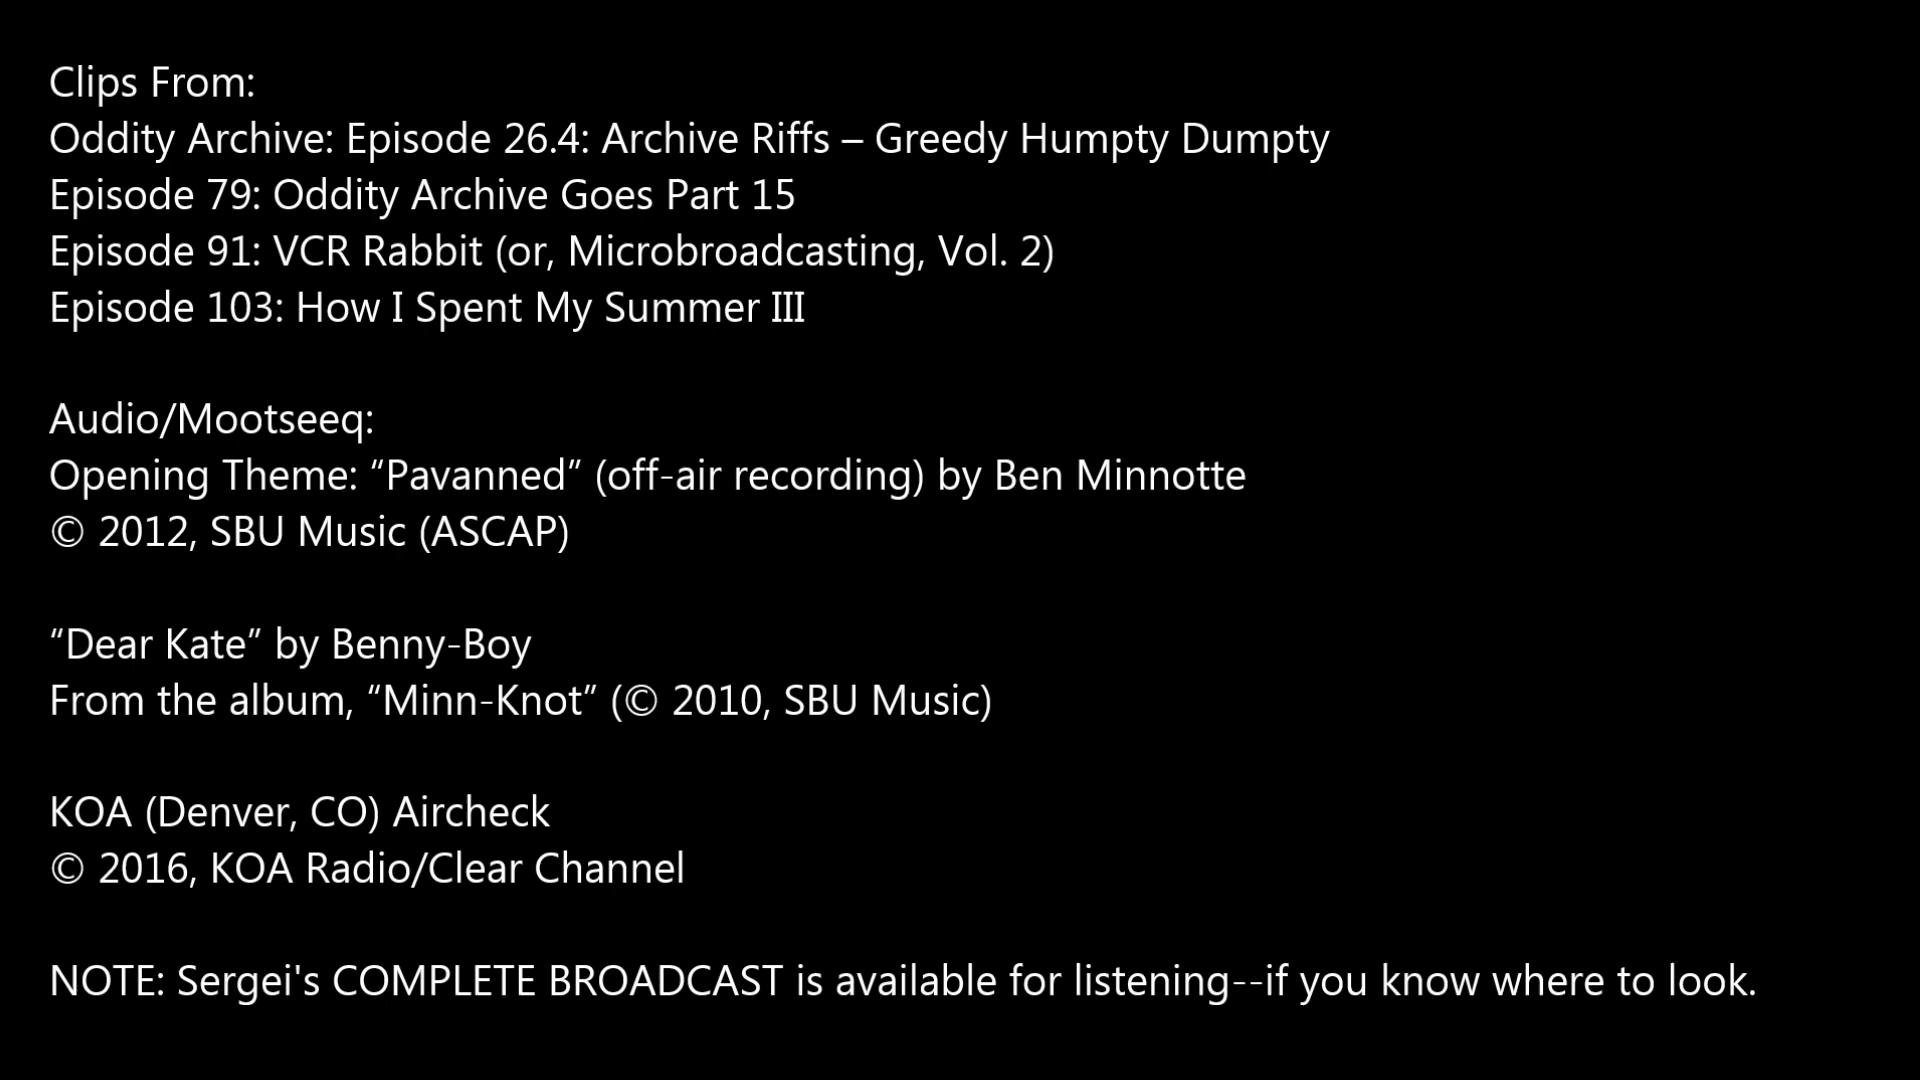 Clips From:
Oddity Archive: Episode 26.4: Archive Riffs – Greedy Humpty Dumpty
Episode 79: Oddity Archive Goes Part 15
Episode 91: VCR Rabbit (or, Microbroadcasting, Vol. 2)
Episode 103: How I Spent My Summer III
Audio/Mootseeq:
Opening Theme: “Pavanned” (off-air recording) by Ben Minnotte
© 2012, SBU Music (ASCAP)
“Dear Kate” by Benny-Boy
From the album, “Minn-Knot” (© 2010, SBU Music)
KOA (Denver, CO) Aircheck
© 2016, KOA Radio/Clear Channel
NOTE: Sergei's COMPLETE BROADCAST is available for listening--if you know where to look.